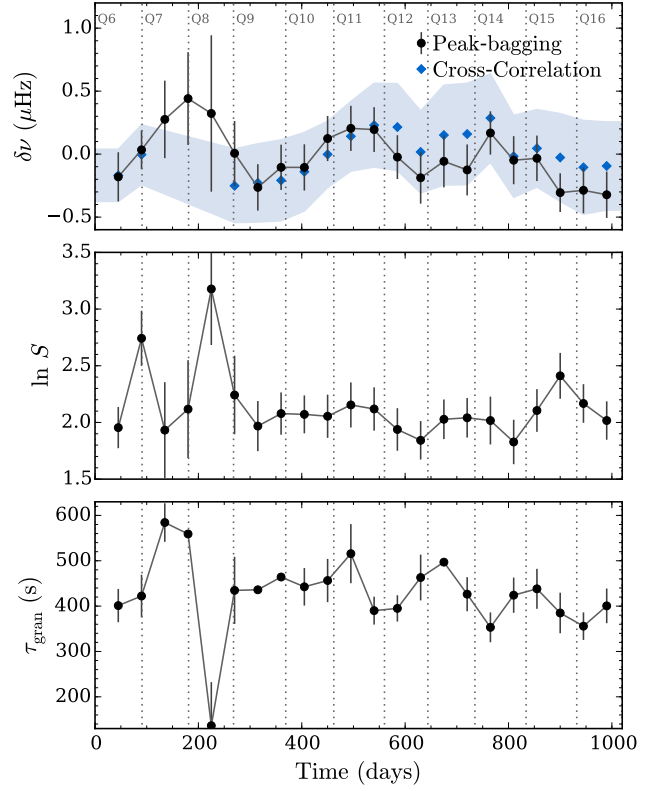 Q6 Q7 Q8 Q9 Q10 Q11 Q12 Q13 Q14 Q15 Q16
Peak-bagging
Cross-Correlation
1.0
0.5
0.0
−0.5
δν (μHz)
3.5
3.0
2.5
2.0
1.5
ln S
600
500
400
300
200
τgran (s)
0 200 400 600 800 1000
Time (days)